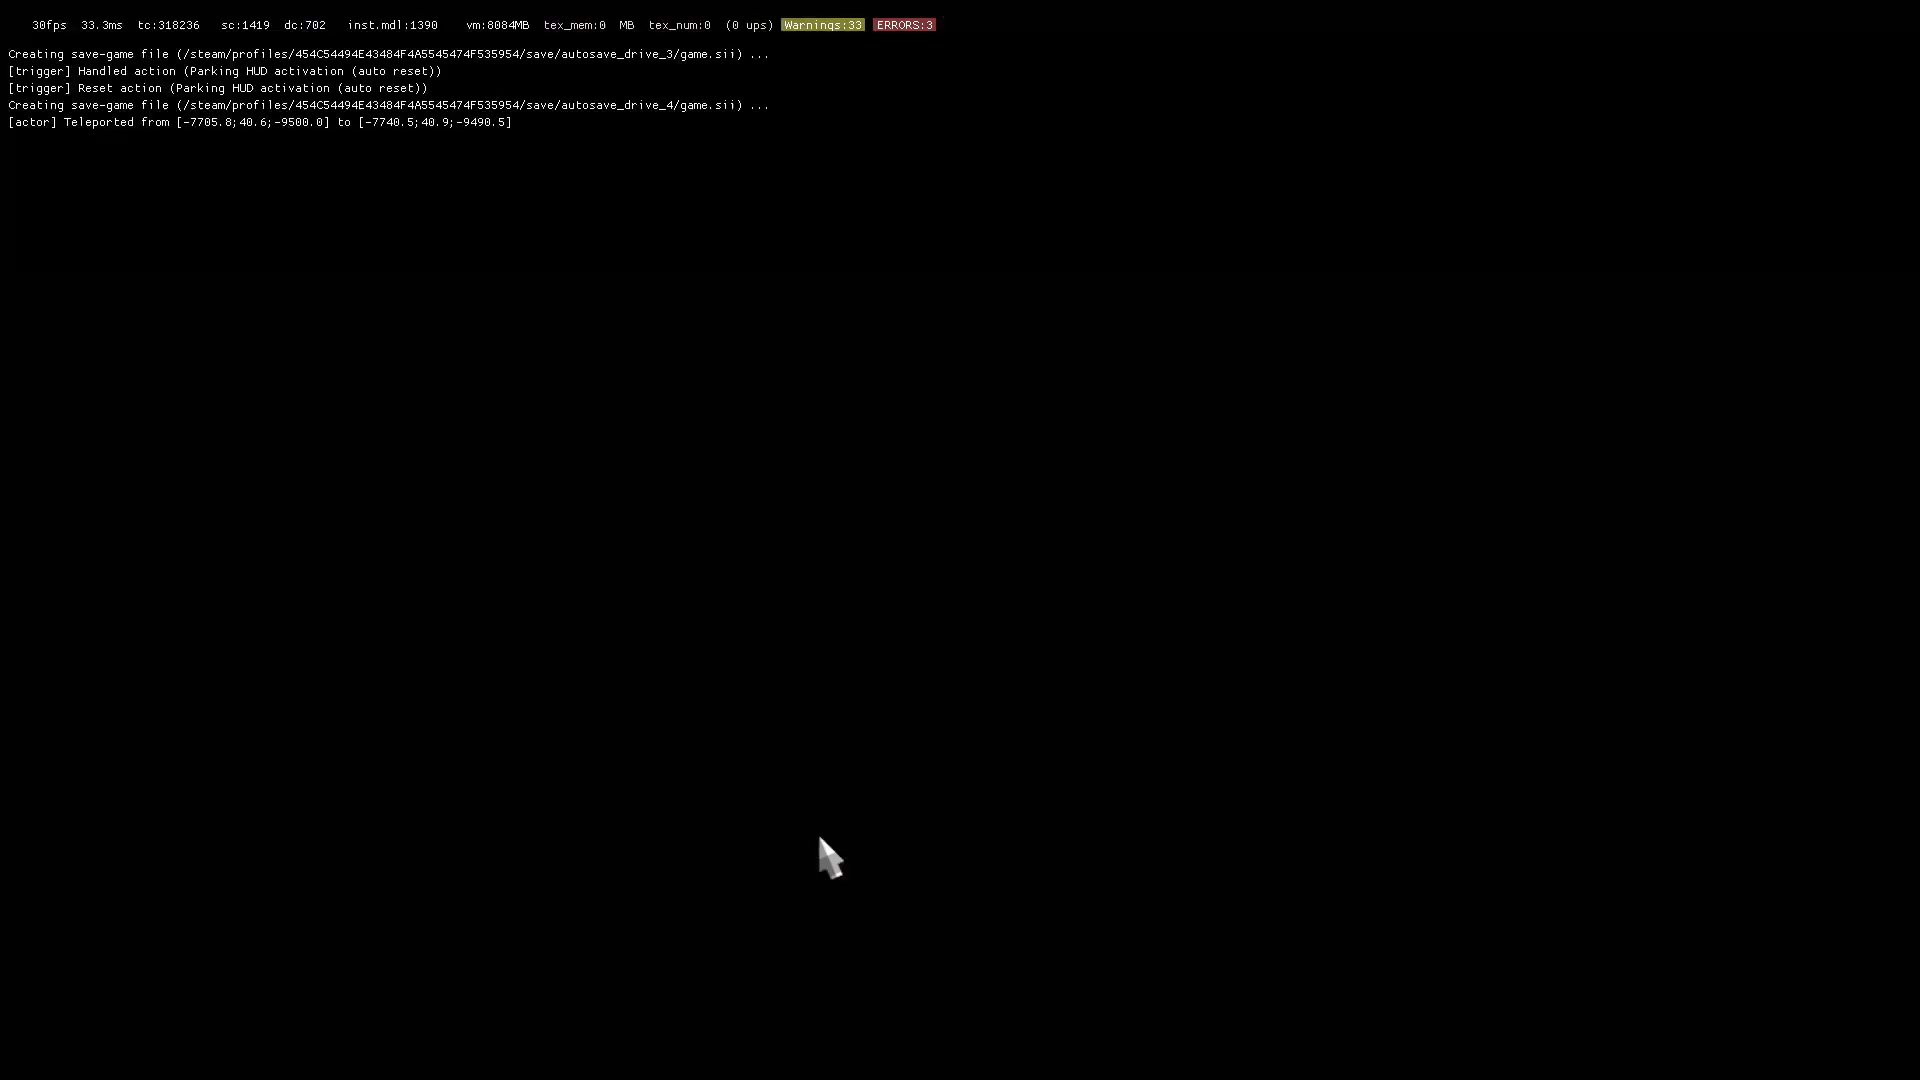 30fps 33.3ms tc:318236 sc:1419 dc:702 inst.mdl:1390 vm:8084MB tex_mem:0 MB tex_num:0 (0 ups) Warnings:33 ERRORS:3
Creating save-game file (/steam/profiles/454C54494E43484F4A5545474F535954/save/autosave_drive_3/game.sii) ...
[trigger] Handled action (Parking HUD activation (auto reset))
[trigger] Reset action (Parking HUD activation (auto reset))
Creating save-game file (/steam/profiles/454C54494E43484F4A5545474F535954/save/autosave_drive_4/game.sii) ...
[actor] Teleported from [-7705.8;40.6;-9500.0] to [-7740.5;40.9;-9490.5]